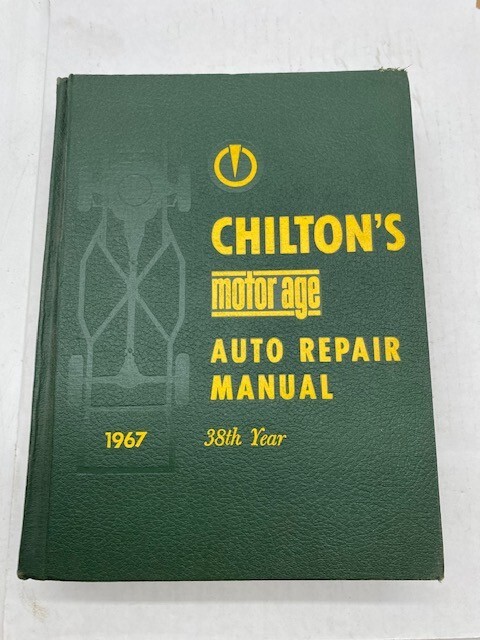 CHILTON'S
motor age
AUTO REPAIR
MANUAL
1967
38th Year